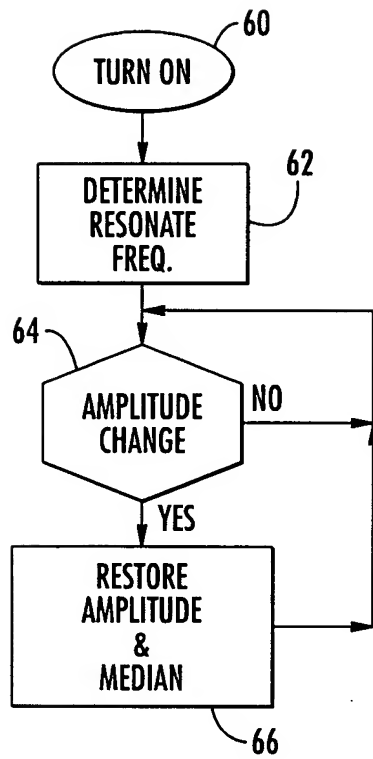 60
TURN ON
62
DETERMINE
RESONATE
FREQ.
64
AMPLITUDE
CHANGE
NO
YES
RESTORE
AMPLITUDE
&
MEDIAN
66